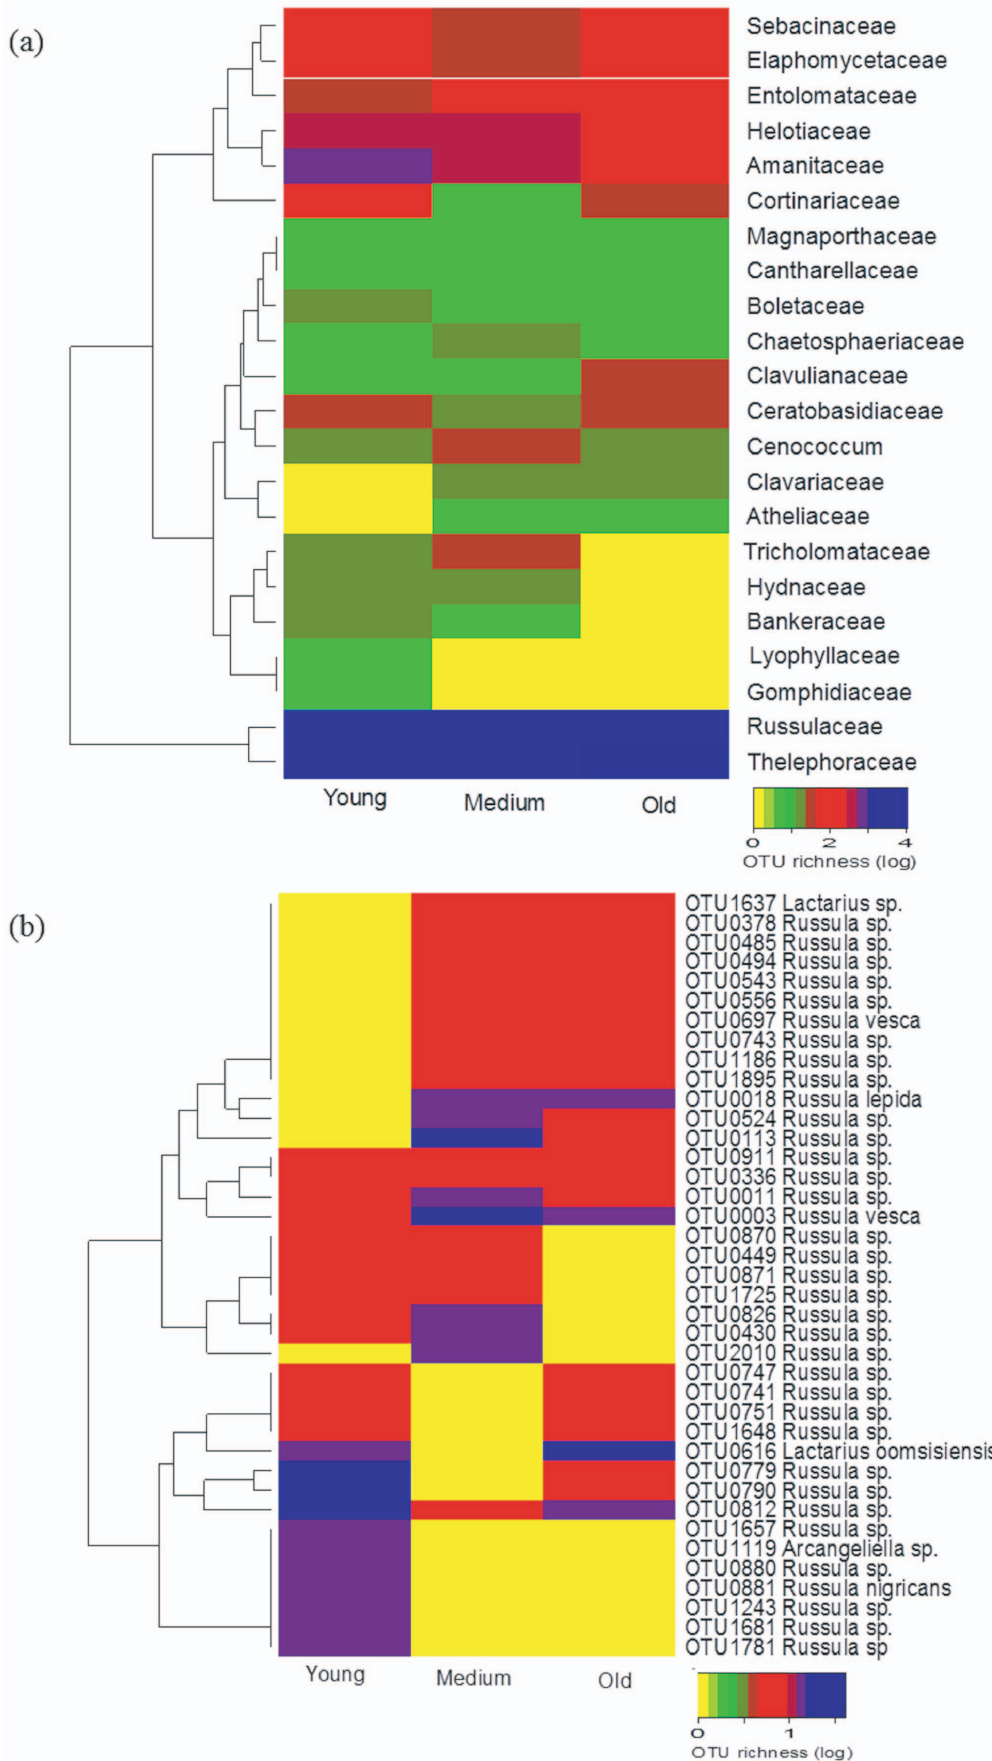 (a)
Sebacinaceae
Elaphomycetaceae
Entolomataceae
Helotiaceae
Amanitaceae
Cortinariaceae
Magnaporthaceae
Cantharellaceae
Boletaceae
Chaetosphaeriaceae
Clavulianaceae
Ceratobasidiaceae
Cenococcum
Clavariaceae
Atheliaceae
Tricholomataceae
Hydnaceae
Bankeraceae
Lyophyllaceae
Gomphidiaceae
Russulaceae
Thelephoraceae
Young Medium Old
0 2 4
OTU richness (log)
(b)
OTU1637 Lactarius sp.
OTU0378 Russula sp.
OTU0485 Russula sp.
OTU0494 Russula sp.
OTU0543 Russula sp.
OTU0556 Russula sp.
OTU0697 Russula vesca
OTU0743 Russula sp.
OTU1186 Russula sp.
OTU1895 Russula sp.
OTU0018 Russula lepida
OTU0524 Russula sp.
OTU0113 Russula sp.
OTU0911 Russula sp.
OTU0336 Russula sp.
OTU0011 Russula sp.
OTU0003 Russula vesca
OTU0870 Russula sp.
OTU0449 Russula sp.
OTU0871 Russula sp.
OTU1725 Russula sp.
OTU0826 Russula sp.
OTU0430 Russula sp.
OTU2010 Russula sp.
OTU0747 Russula sp.
OTU0741 Russula sp.
OTU0751 Russula sp.
OTU1648 Russula sp.
OTU0616 Lactarius oomsisiensis
OTU0779 Russula sp.
OTU0790 Russula sp.
OTU0812 Russula sp.
OTU1657 Russula sp.
OTU1119 Arcangeliella sp.
OTU0880 Russula sp.
OTU0881 Russula nigricans
OTU1243 Russula sp.
OTU1681 Russula sp.
OTU1781 Russula sp
Young Medium Old
0 1
OTU richness (log)